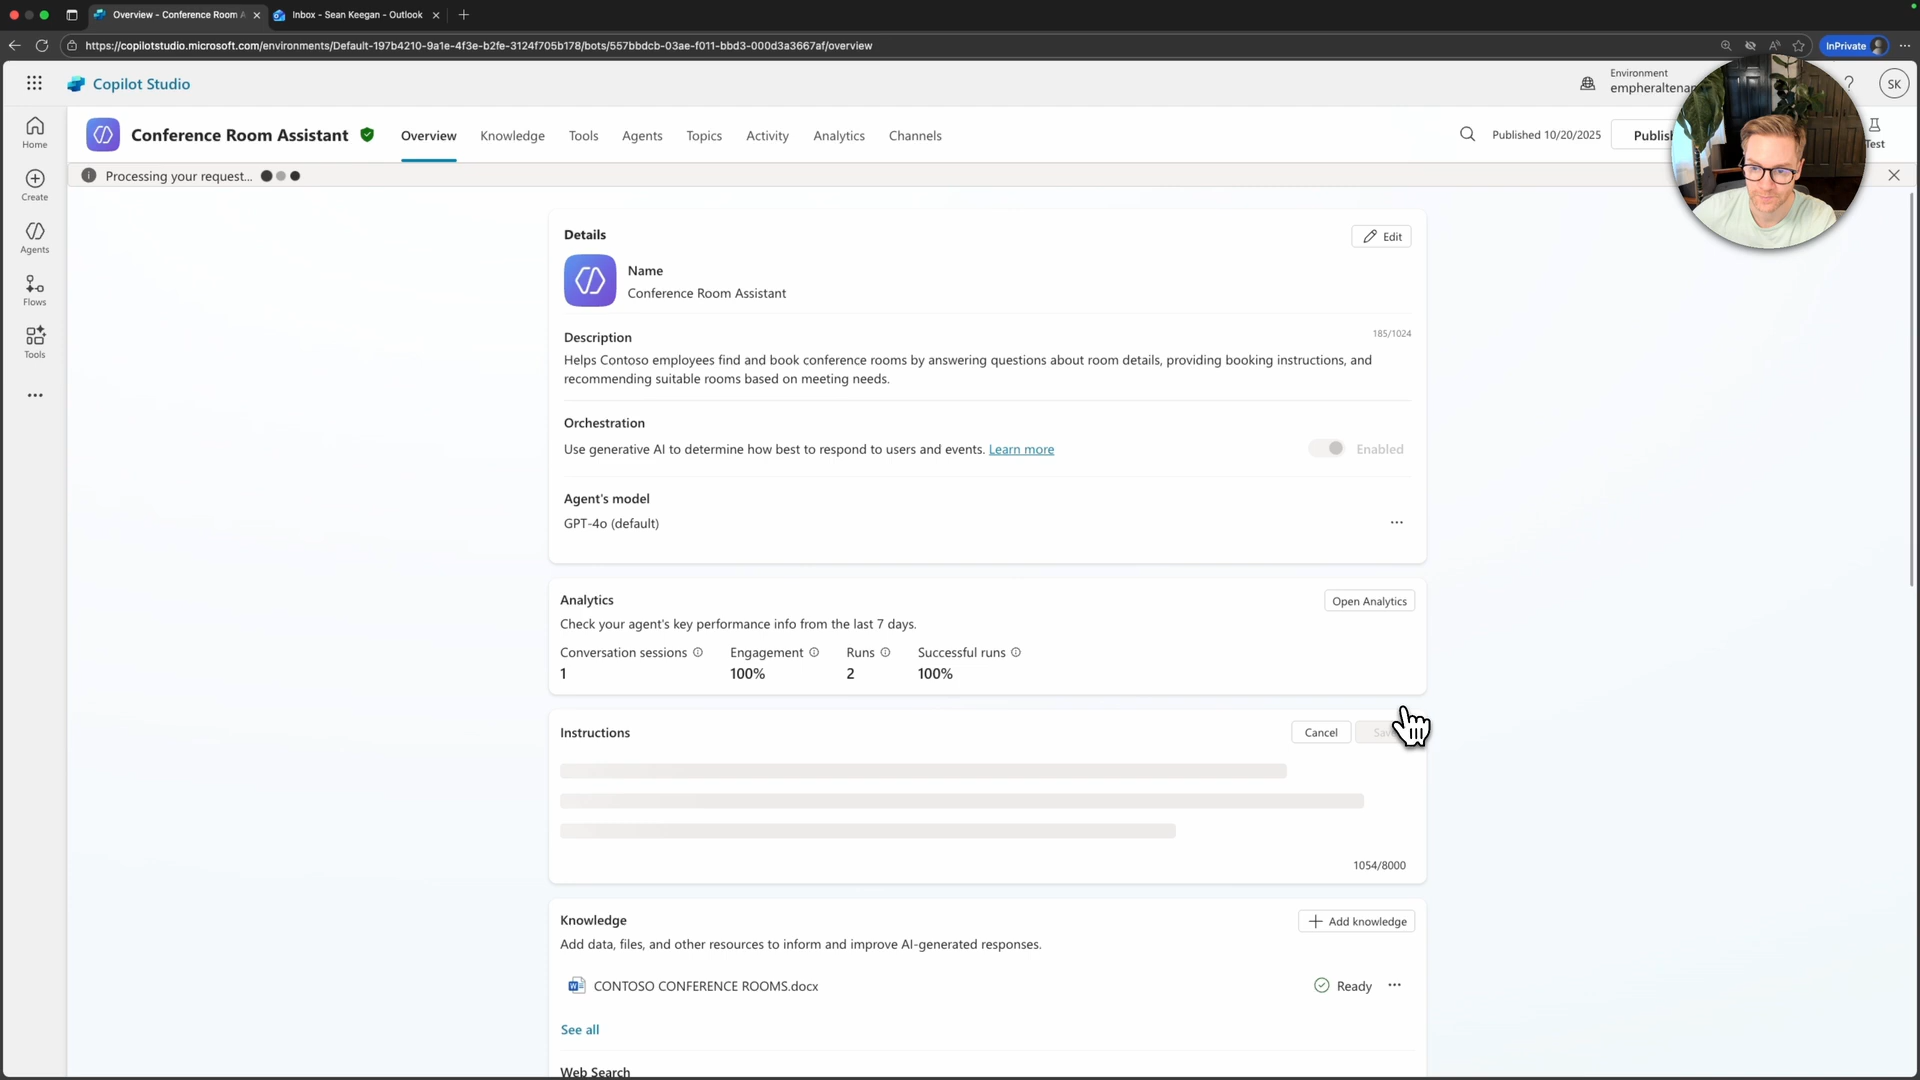 Overview - Conference Room A
Inbox - Sean Keegan - Outlook
https://copilotstudio.microsoft.com/environments/Default-197b4210-9a1e-4f3e-b2fe-3124f705b178/bots/557bbdcb-03ae-f011-bbd3-000d3a3667af/overview
InPrivate
Copilot Studio
Environment
empheraltenan
?
SK
Home
Create
Agents
Flows
Tools
Conference Room Assistant
Overview
Knowledge
Tools
Agents
Topics
Activity
Analytics
Channels
Published 10/20/2025
Publish
Test
Processing your request...
Details
Edit
Name
Conference Room Assistant
Description
185/1024
Helps Contoso employees find and book conference rooms by answering questions about room details, providing booking instructions, and
recommending suitable rooms based on meeting needs.
Orchestration
Use generative AI to determine how best to respond to users and events. Learn more
Enabled
Agent's model
GPT-4o (default)
Analytics
Open Analytics
Check your agent's key performance info from the last 7 days.
Conversation sessions
Engagement
Runs
Successful runs
1
100%
2
100%
Instructions
Cancel
Sav
1054/8000
Knowledge
Add knowledge
Add data, files, and other resources to inform and improve AI-generated responses.
CONTOSO CONFERENCE ROOMS.docx
Ready
See all
Web Search